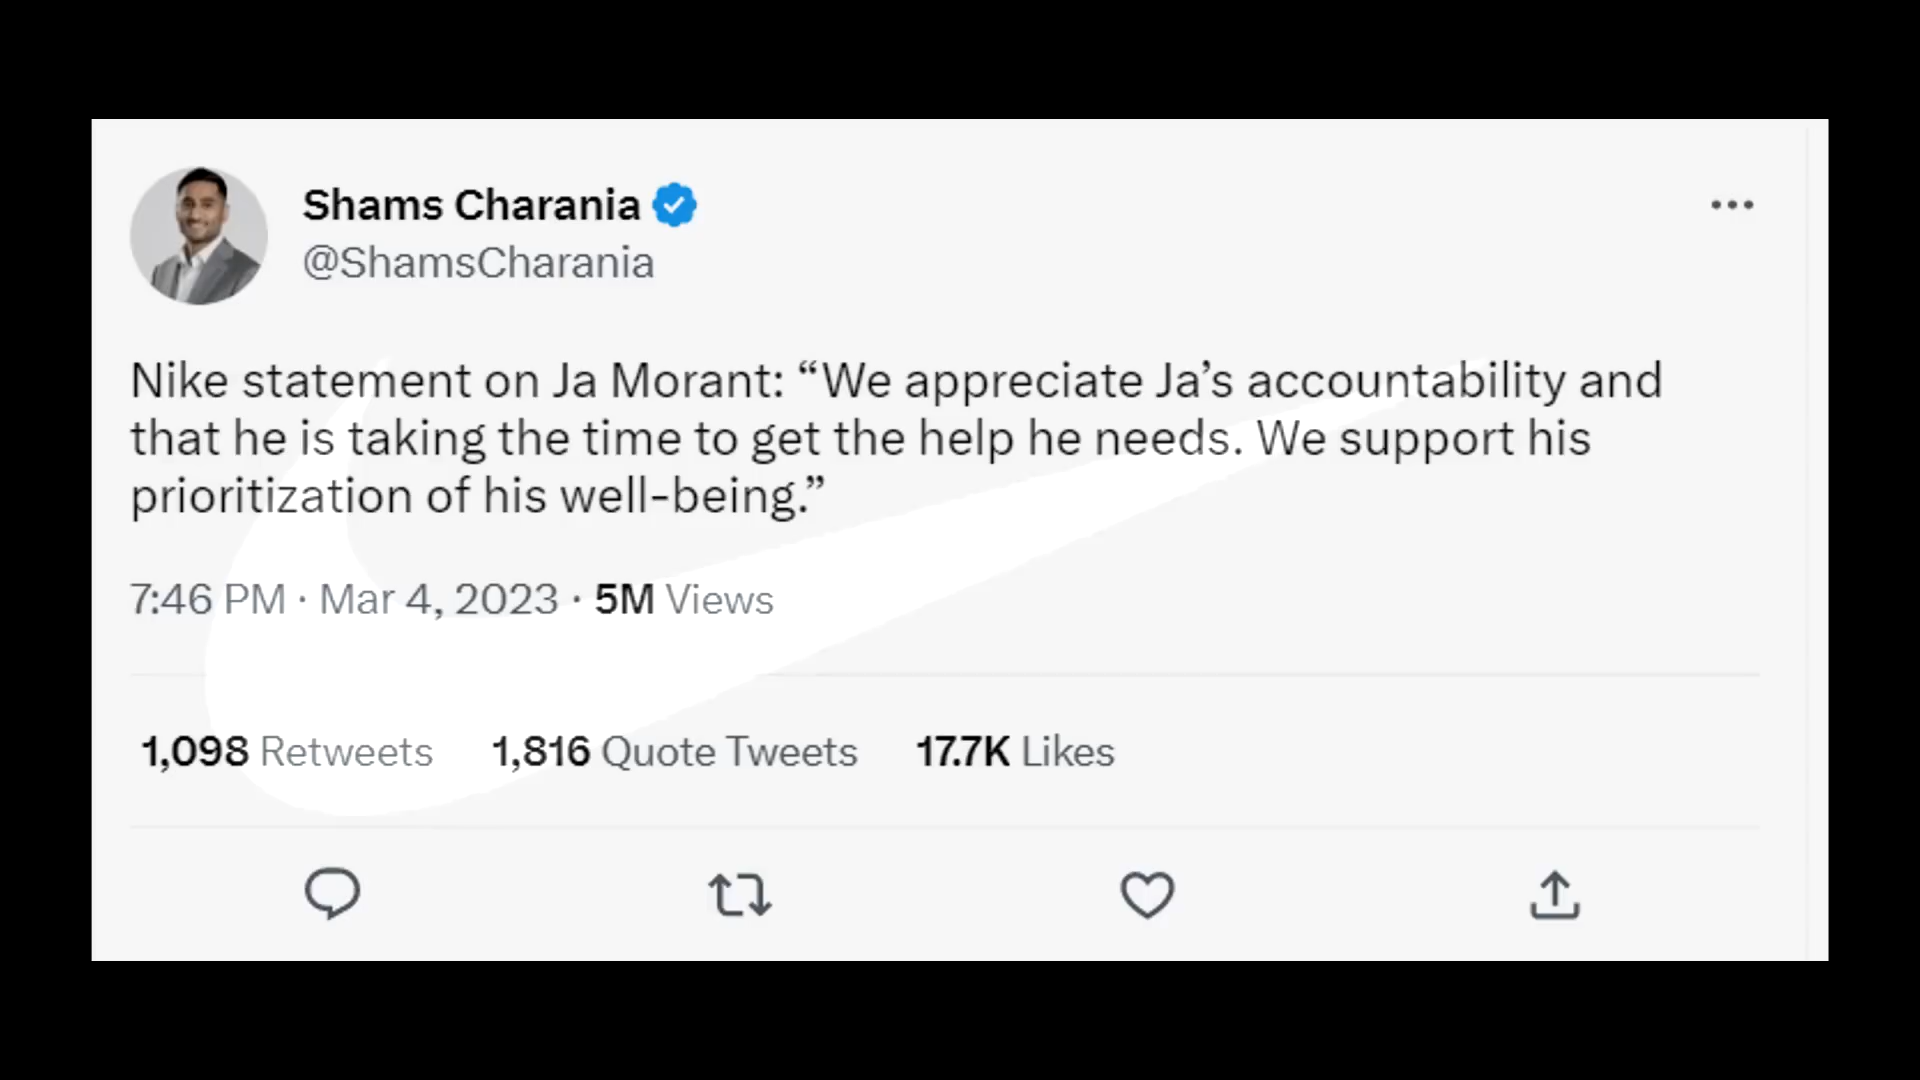 Shams Charania
@ShamsCharania
Nike statement on Ja Morant: “We appreciate Ja’s accountability and
that he is taking the time to get the help he needs. We support his
prioritization of his well-being.”
7:46 PM · Mar 4, 2023 · 5M Views
1,098 Retweets 1,816 Quote Tweets 17.7K Likes